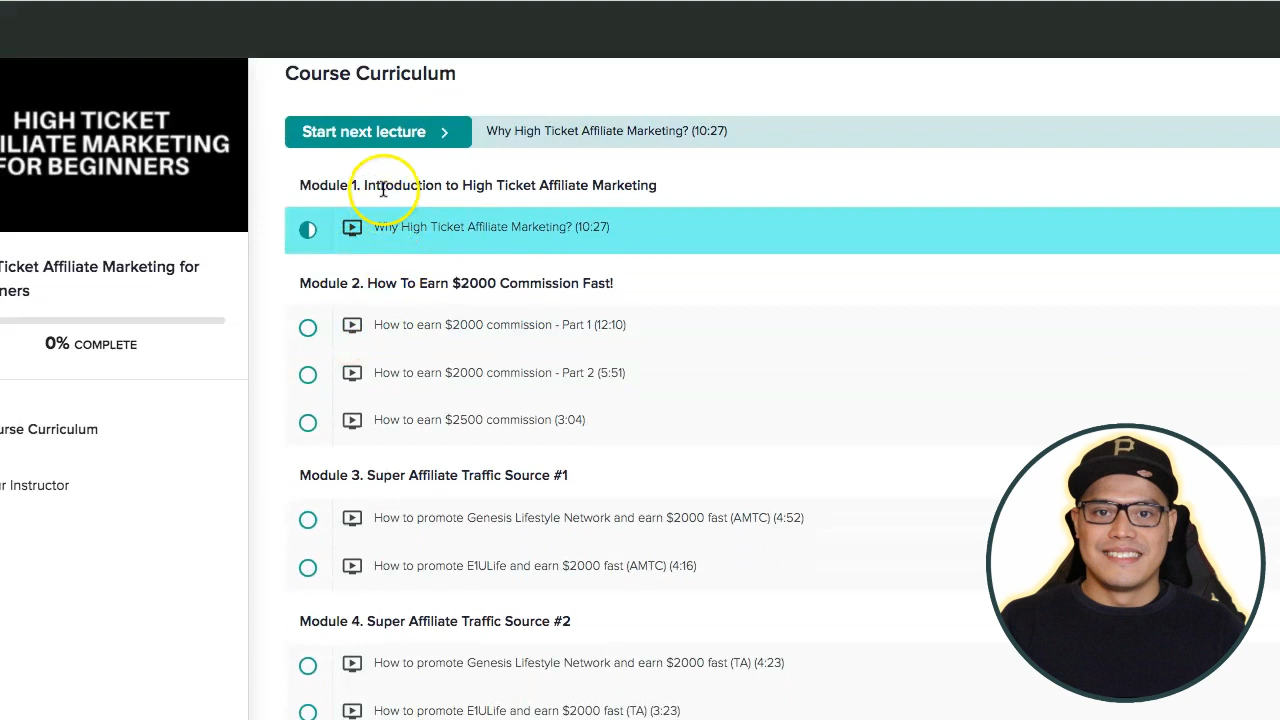 Course Curriculum
HIGH TICKET
ILIATE MARKETING
FOR BEGINNERS
Start next lecture
Why High Ticket Affiliate Marketing? (10:27)
Module 1. Introduction to High Ticket Affiliate Marketing
Why High Ticket Affiliate Marketing? (10:27)
Ticket Affiliate Marketing for
ners
0% COMPLETE
Module 2. How To Earn $2000 Commission Fast!
How to earn $2000 commission - Part 1 (12:10)
How to earn $2000 commission - Part 2 (5:51)
How to earn $2500 commission (3:04)
urse Curriculum
ur Instructor
Module 3. Super Affiliate Traffic Source #1
How to promote Genesis Lifestyle Network and earn $2000 fast (AMTC) (4:52)
How to promote E1ULife and earn $2000 fast (AMTC) (4:16)
Module 4. Super Affiliate Traffic Source #2
How to promote Genesis Lifestyle Network and earn $2000 fast (TA) (4:23)
How to promote E1ULife and earn $2000 fast (TA) (3:23)
P